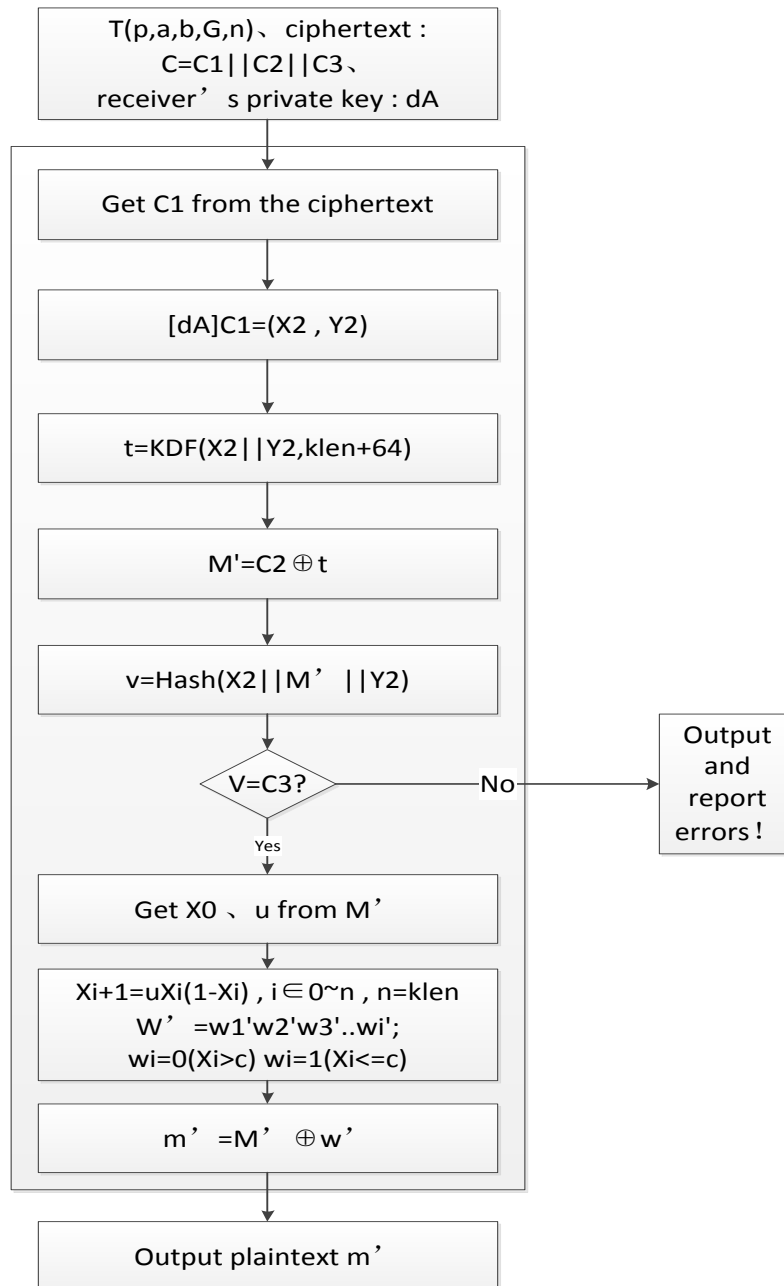 T(p,a,b,G,n)、ciphertext :
C=C1||C2||C3、
receiver’s private key : dA
Get C1 from the ciphertext
[dA]C1=(X2 , Y2)
t=KDF(X2||Y2,klen+64)
M'=C2⊕t
v=Hash(X2||M’||Y2)
V=C3?
No
Output
and
report
errors！
Yes
Get X0 、u from M’
Xi+1=uXi(1-Xi) , i∈0~n , n=klen
W’=w1'w2'w3'..wi';
wi=0(Xi>c) wi=1(Xi<=c)
m’=M’⊕w’
Output plaintext m’